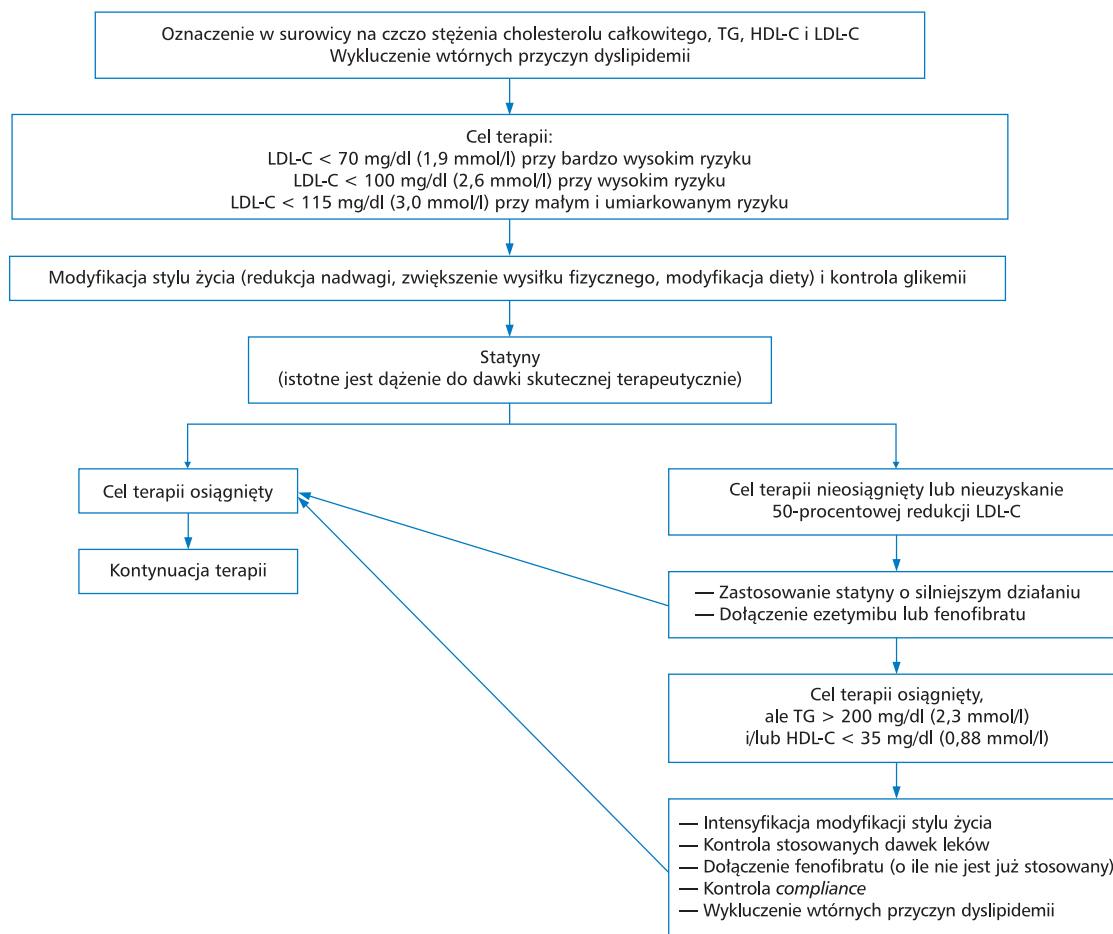 Oznaczenie w surowicy na czczo stężenia cholesterolu całkowitego, TG, HDL-C i LDL-C
Wykluczenie wtórnych przyczyn dyslipidemii
Cel terapii:
LDL-C < 70 mg/dl (1,9 mmol/l) przy bardzo wysokim ryzyku
LDL-C < 100 mg/dl (2,6 mmol/l) przy wysokim ryzyku
LDL-C < 115 mg/dl (3,0 mmol/l) przy małym i umiarkowanym ryzyku
Modyfikacja stylu życia (redukcja nadwagi, zwiększenie wysiłku fizycznego, modyfikacja diety) i kontrola glikemii
Statyny
(istotne jest dążenie do dawki skutecznej terapeutycznie)
Cel terapii osiągnięty
Kontynuacja terapii
Cel terapii nieosiągnięty lub nieuzyskanie
50-procentowej redukcji LDL-C
— Zastosowanie statyny o silniejszym działaniu
— Dołączenie ezetymibu lub fenofibratu
Cel terapii osiągnięty,
ale TG > 200 mg/dl (2,3 mmol/l)
i/lub HDL-C < 35 mg/dl (0,88 mmol/l)
— Intensyfikacja modyfikacji stylu życia
— Kontrola stosowanych dawek leków
— Dołączenie fenofibratu (o ile nie jest już stosowany)
— Kontrola compliance
— Wykluczenie wtórnych przyczyn dyslipidemii